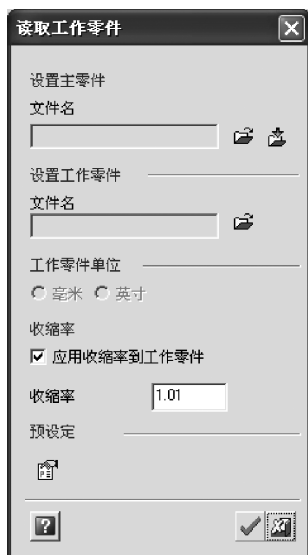 读取工作零件
设置主零件
文件名
设置工作零件
文件名
工作零件单位
毫米 英寸
收缩率
应用收缩率到工作零件
收缩率 1.01
预设定
?